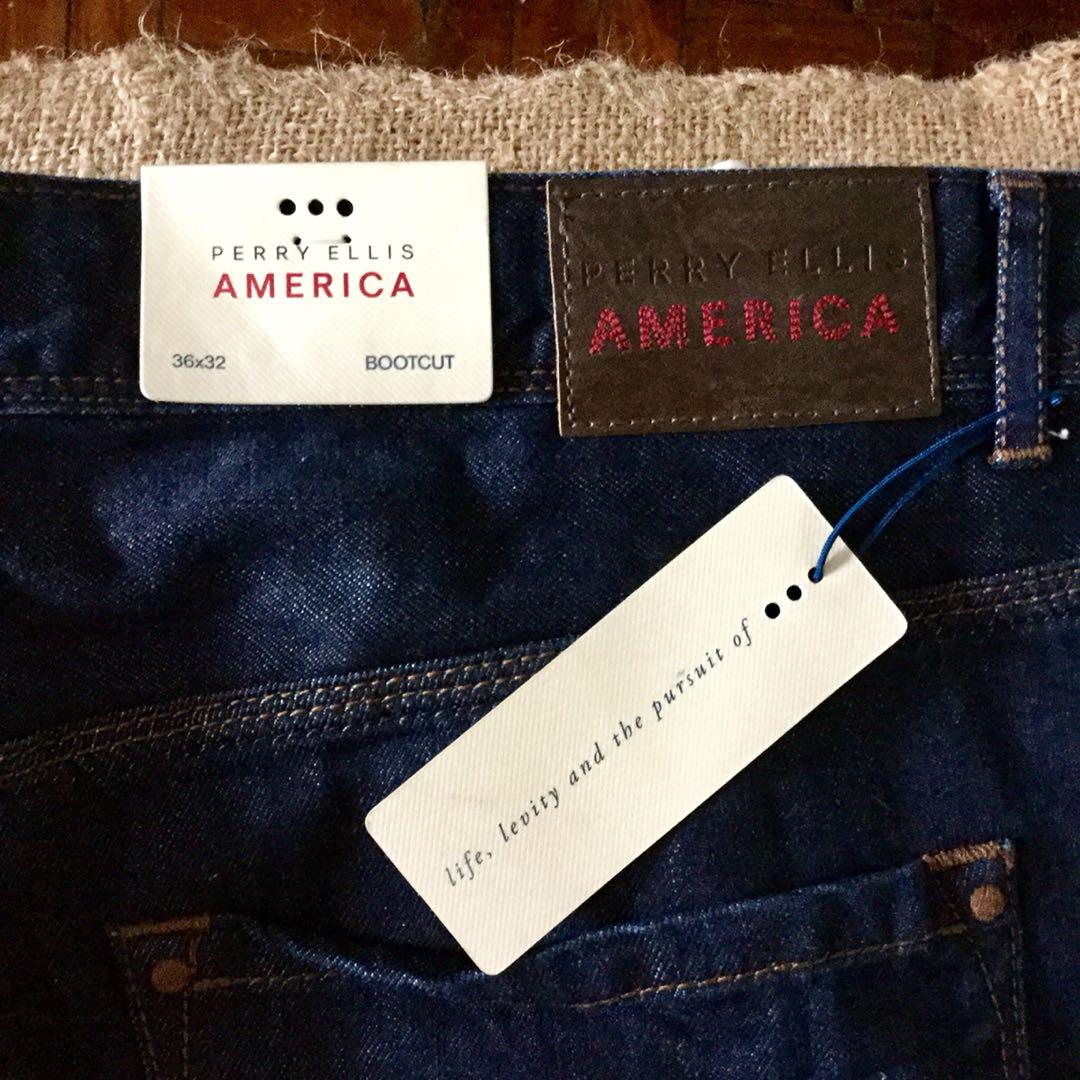 PERRY ELLIS
AMERICA
36x32 BOOTCUT
PERRY ELLIS
AMERICA
life, levity and the pursuit of